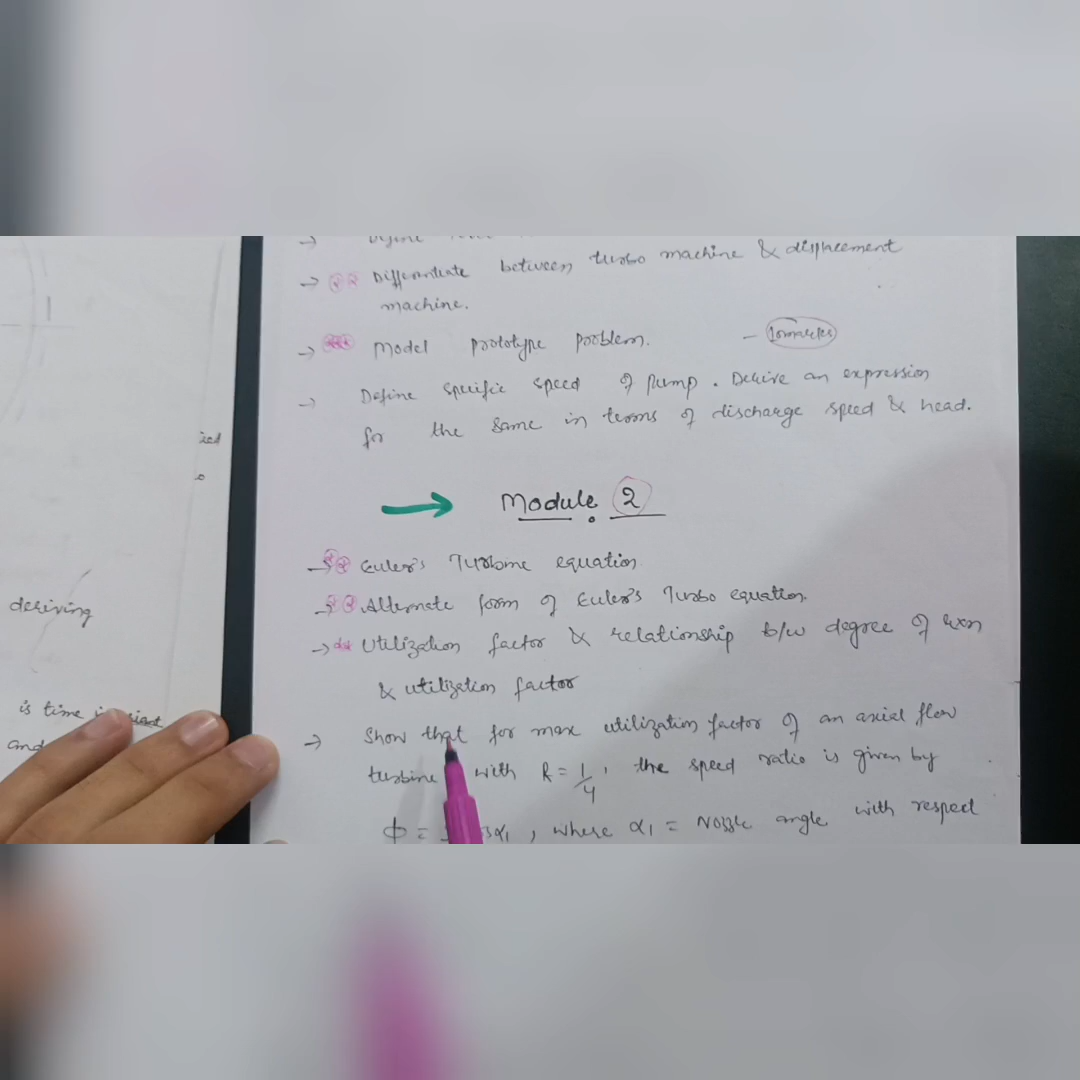 → Differentiate between turbo machine & displacement
machine.
→ Model prototype problem. - 10marks
→ Define specific speed of pump. Derive an expression
for the same in terms of discharge speed & head.
→ Module 2
→ Euler's Turbine equation
→ Alternate form of Euler's Turbo equation.
→ Utilization factor & relationship b/w degree of rxn
& utilization factor
→ Show that for max utilization factor of an axial flow
turbine with R = 1/4, the speed ratio is given by
ϕ = α1, where α1 = Nozzle angle with respect
deriving
is time
and